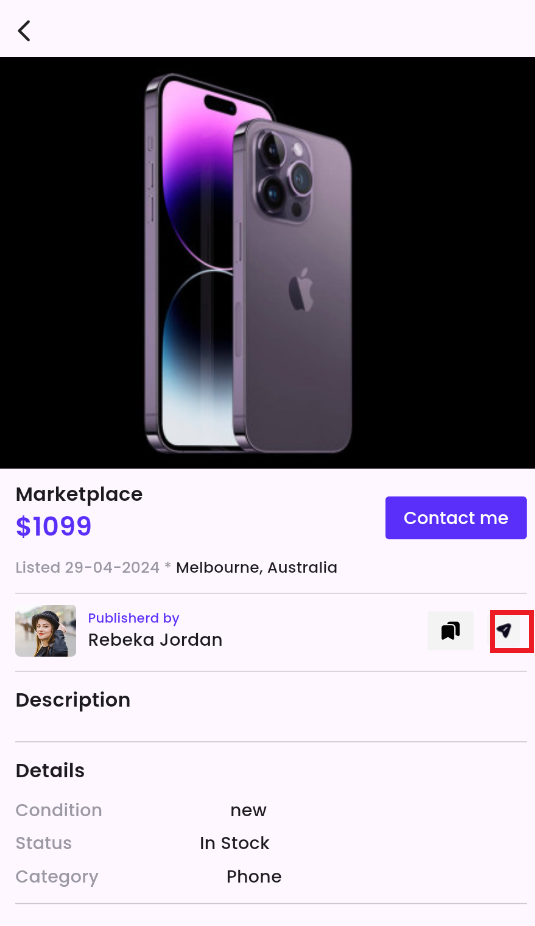 Marketplace
$1099
Contact me
Listed 29-04-2024 * Melbourne, Australia
Publisherd by
Rebeka Jordan
Description
Details
Condition new
Status In Stock
Category Phone